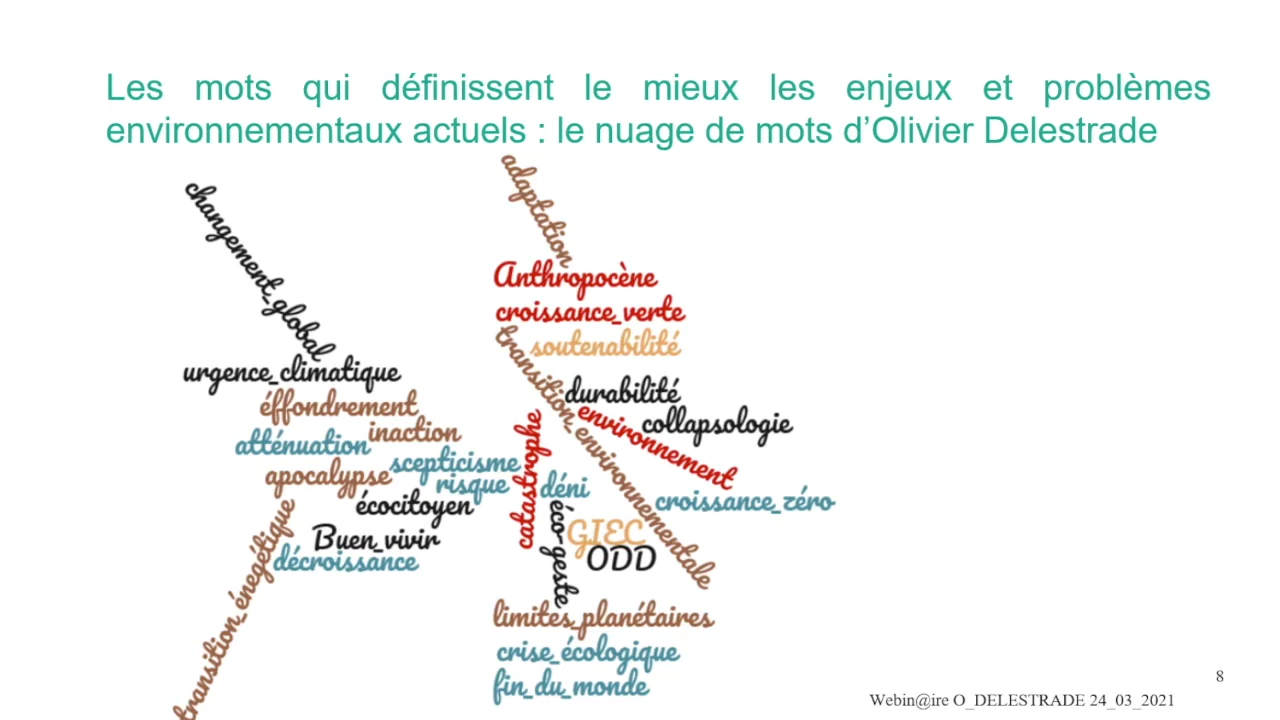 Les mots qui définissent le mieux les enjeux et problèmes
environnementaux actuels : le nuage de mots d’Olivier Delestrade
adaptation
changement_global
Anthropocène
croissance_verte
soutenabilité
transition_environnementale
urgence_climatique
durabilité
éffondrement
environnement
collapsologie
inaction
atténuation
catastrophe
scepticisme
apocalypse
risque
déni
croissance_zéro
écocitoyen
éco-geste
transition_énegétique
GIEC
Buen_vivir
ODD
décroissance
limites_planétaires
crise_écologique
fin_du_monde
8
Webin@ire O_DELESTRADE 24_03_2021